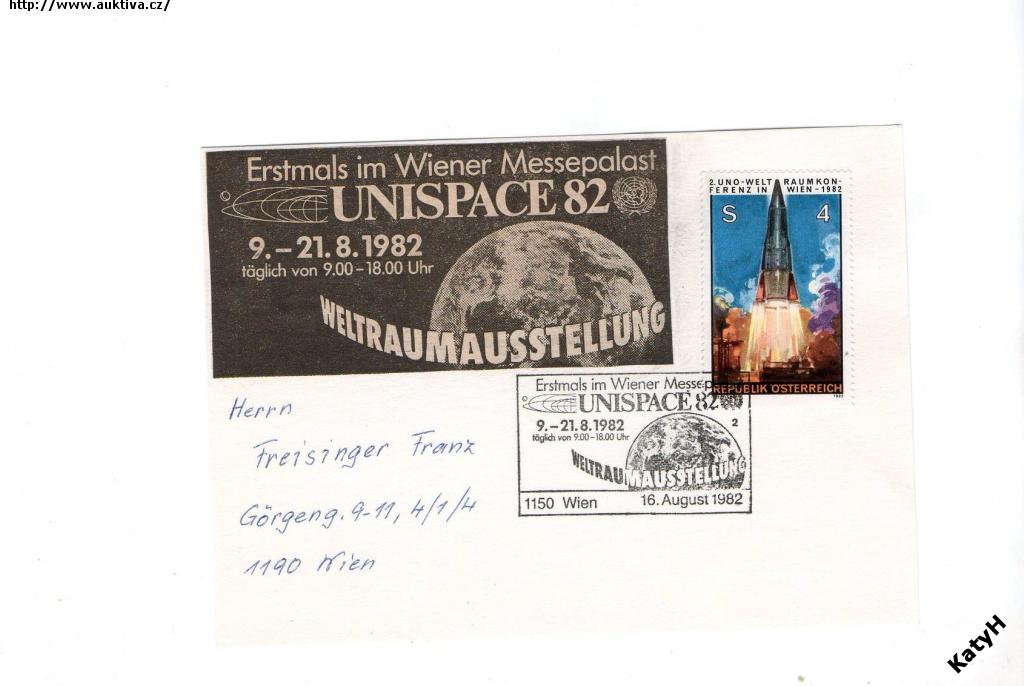 http://www.auktiva.cz/
Erstmals im Wiener Messepalast
UNISPACE 82
9.–21.8.1982
täglich von 9.00–18.00 Uhr
WELTRAUMAUSSTELLUNG
2. UNO-WELTRAUMKON-
FERENZ IN WIEN-1982
S 4
REPUBLIK ÖSTERREICH
1982
Erstmals im Wiener Messep
UNISPACE 82
9.–21.8.1982
2
täglich von 9.00–18.00 Uhr
WELTRAUMAUSSTELLUNG
1150 Wien 16. August 1982
Herrn
Freisinger Franz
Görgeng. 9-11, 4/1/4
1190 Wien
KatyH